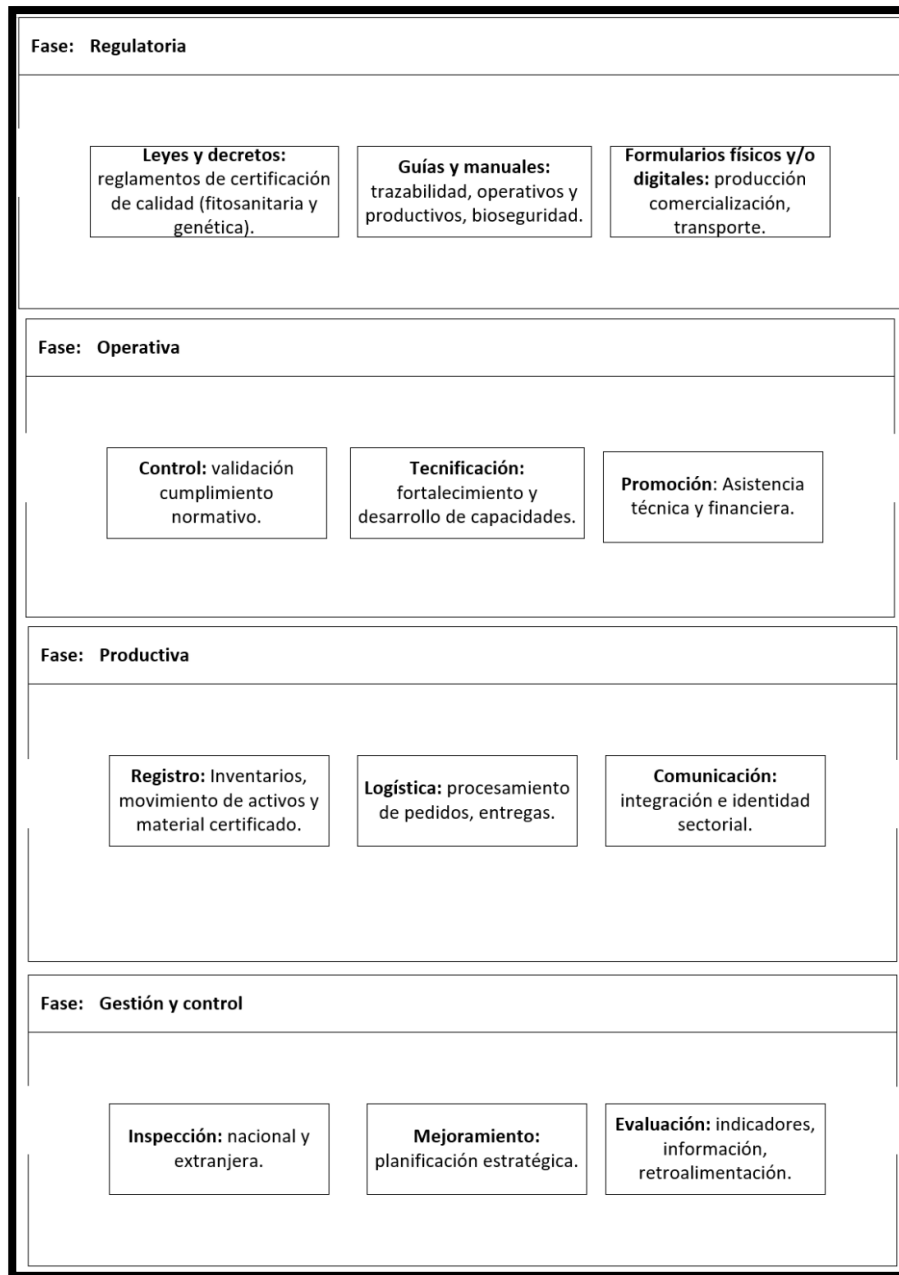 Fase: Regulatoria
Leyes y decretos:
reglamentos de certificación
de calidad (fitosanitaria y
genética).
Guías y manuales:
trazabilidad, operativos y
productivos, bioseguridad.
Formularios físicos y/o
digitales: producción
comercialización,
transporte.
Fase: Operativa
Control: validación
cumplimiento
normativo.
Tecnificación:
fortalecimiento y
desarrollo de capacidades.
Promoción: Asistencia
técnica y financiera.
Fase: Productiva
Registro: Inventarios,
movimiento de activos y
material certificado.
Logística: procesamiento
de pedidos, entregas.
Comunicación:
integración e identidad
sectorial.
Fase: Gestión y control
Inspección: nacional y
extranjera.
Mejoramiento:
planificación estratégica.
Evaluación: indicadores,
información,
retroalimentación.